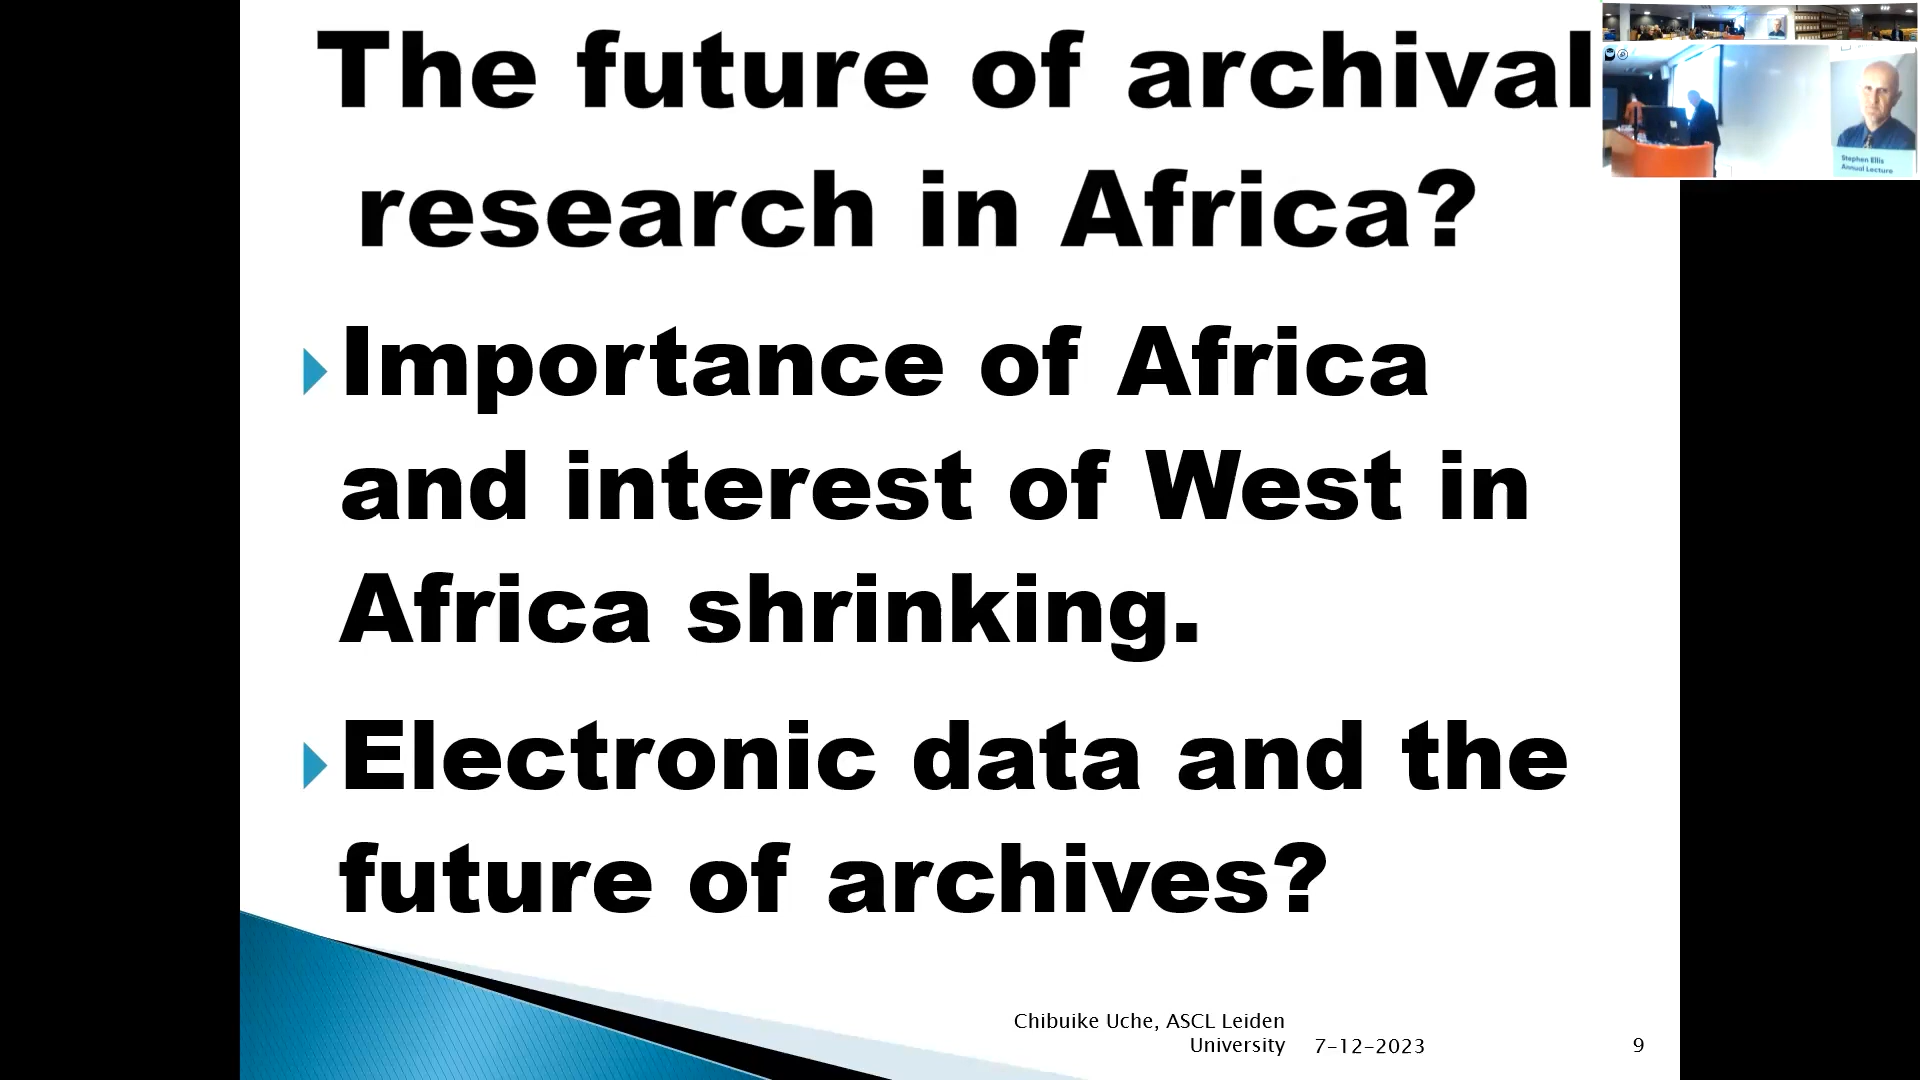 The future of archival
research in Africa?
Importance of Africa
and interest of West in
Africa shrinking.
Electronic data and the
future of archives?
Chibuike Uche, ASCL Leiden
University
7-12-2023
9
Stephen Ellis
Annual Lecture